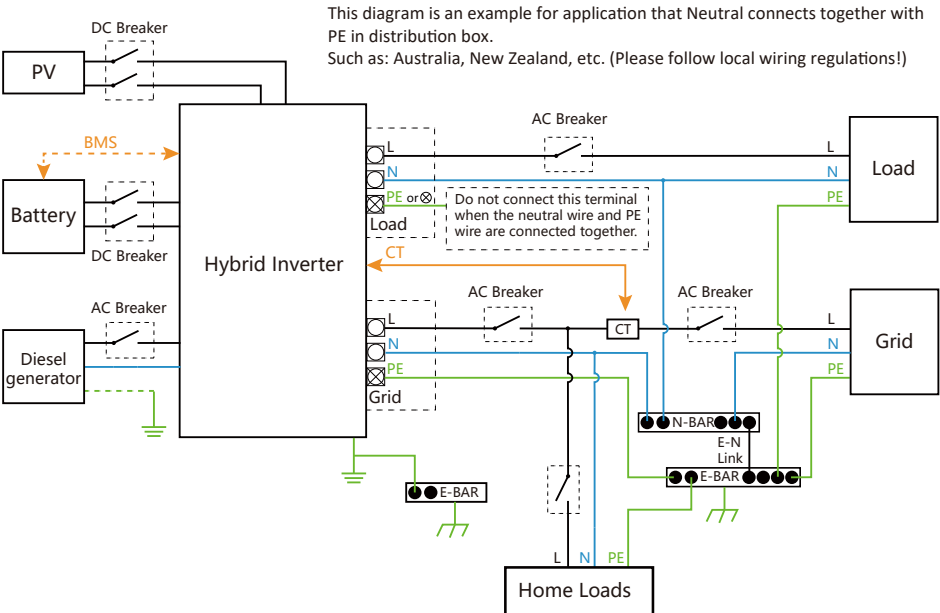 This diagram is an example for application that Neutral connects together with
PE in distribution box.
Such as: Australia, New Zealand, etc. (Please follow local wiring regulations!)
DC Breaker
PV
BMS
Battery
DC Breaker
AC Breaker
Diesel
generator
Hybrid Inverter
L
N
PE or
Load
Do not connect this terminal
when the neutral wire and PE
wire are connected together.
AC Breaker
L
N
PE
Load
CT
AC Breaker
CT
AC Breaker
L
N
PE
Grid
L
N
PE
Grid
N-BAR
E-N
Link
E-BAR
E-BAR
L
N
PE
Home Loads